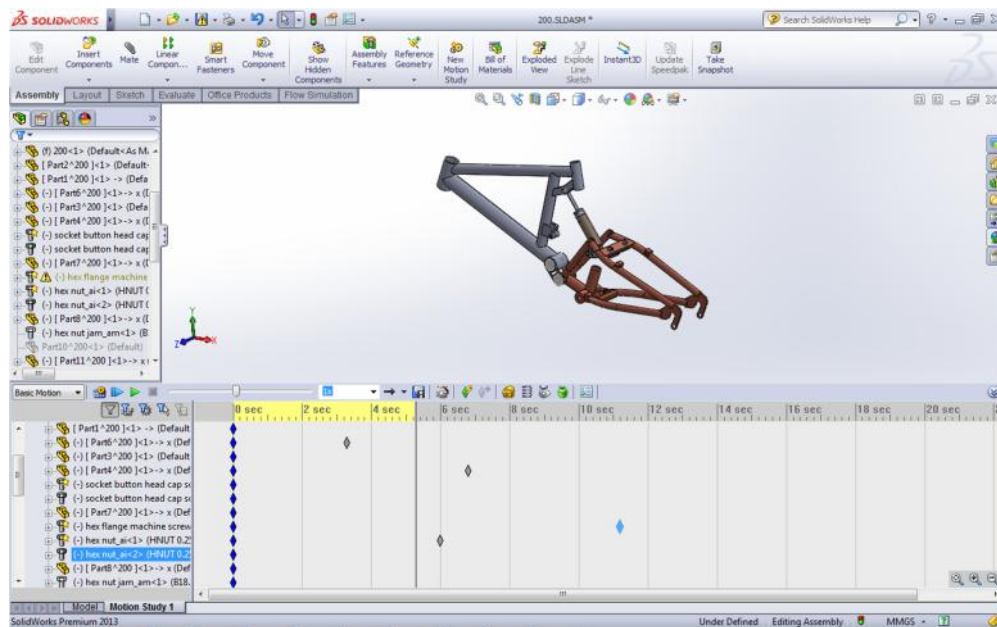 SOLIDWORKS
200.SLDASM *
Search SolidWorks Help
Edit Component
Insert Components
Mate
Linear Compon...
Smart Fasteners
Move Component
Show Hidden Components
Assembly Features
Reference Geometry
New Motion Study
Bill of Materials
Exploded View
Explode Line Sketch
Instant3D
Update Speedpak
Take Snapshot
Assembly Layout Sketch Evaluate Office Products Flow Simulation
(f) 200<1> (Default<As M
[ Part2^200 ]<1> (Default-
[ Part1^200 ]<1> -> (Defa
(-) [ Part6^200 ]<1>-> x (D
(-) [ Part3^200 ]<1> (Defa
(-) [ Part4^200 ]<1>-> x (D
(-) socket button head cap
(-) socket button head cap
(-) [ Part7^200 ]<1>-> x (D
(-) hex flange machine
(-) hex nut_ai<1> (HNUT 0
(-) hex nut_ai<2> (HNUT 0
(-) [ Part8^200 ]<1>-> x (D
(-) hex nut jam_am<1> (B
Part10^200<1> (Default)
(-) [ Part11^200 ]<1>-> x
Y
Z X
Basic Motion 1x
0 sec 2 sec 4 sec 6 sec 8 sec 10 sec 12 sec 14 sec 16 sec 18 sec 20 sec
[ Part1^200 ]<1> -> (Default
(-) [ Part6^200 ]<1>-> x (Def
(-) [ Part3^200 ]<1> (Default
(-) [ Part4^200 ]<1>-> x (Def
(-) socket button head cap sc
(-) socket button head cap sc
(-) [ Part7^200 ]<1>-> x (Def
(-) hex flange machine screw
(-) hex nut_ai<1> (HNUT 0.2
(-) hex nut_ai<2> (HNUT 0.2
(-) [ Part8^200 ]<1>-> x (Def
(-) hex nut jam_am<1> (B18.
Model Motion Study 1
SolidWorks Premium 2013
Under Defined Editing Assembly MMGS